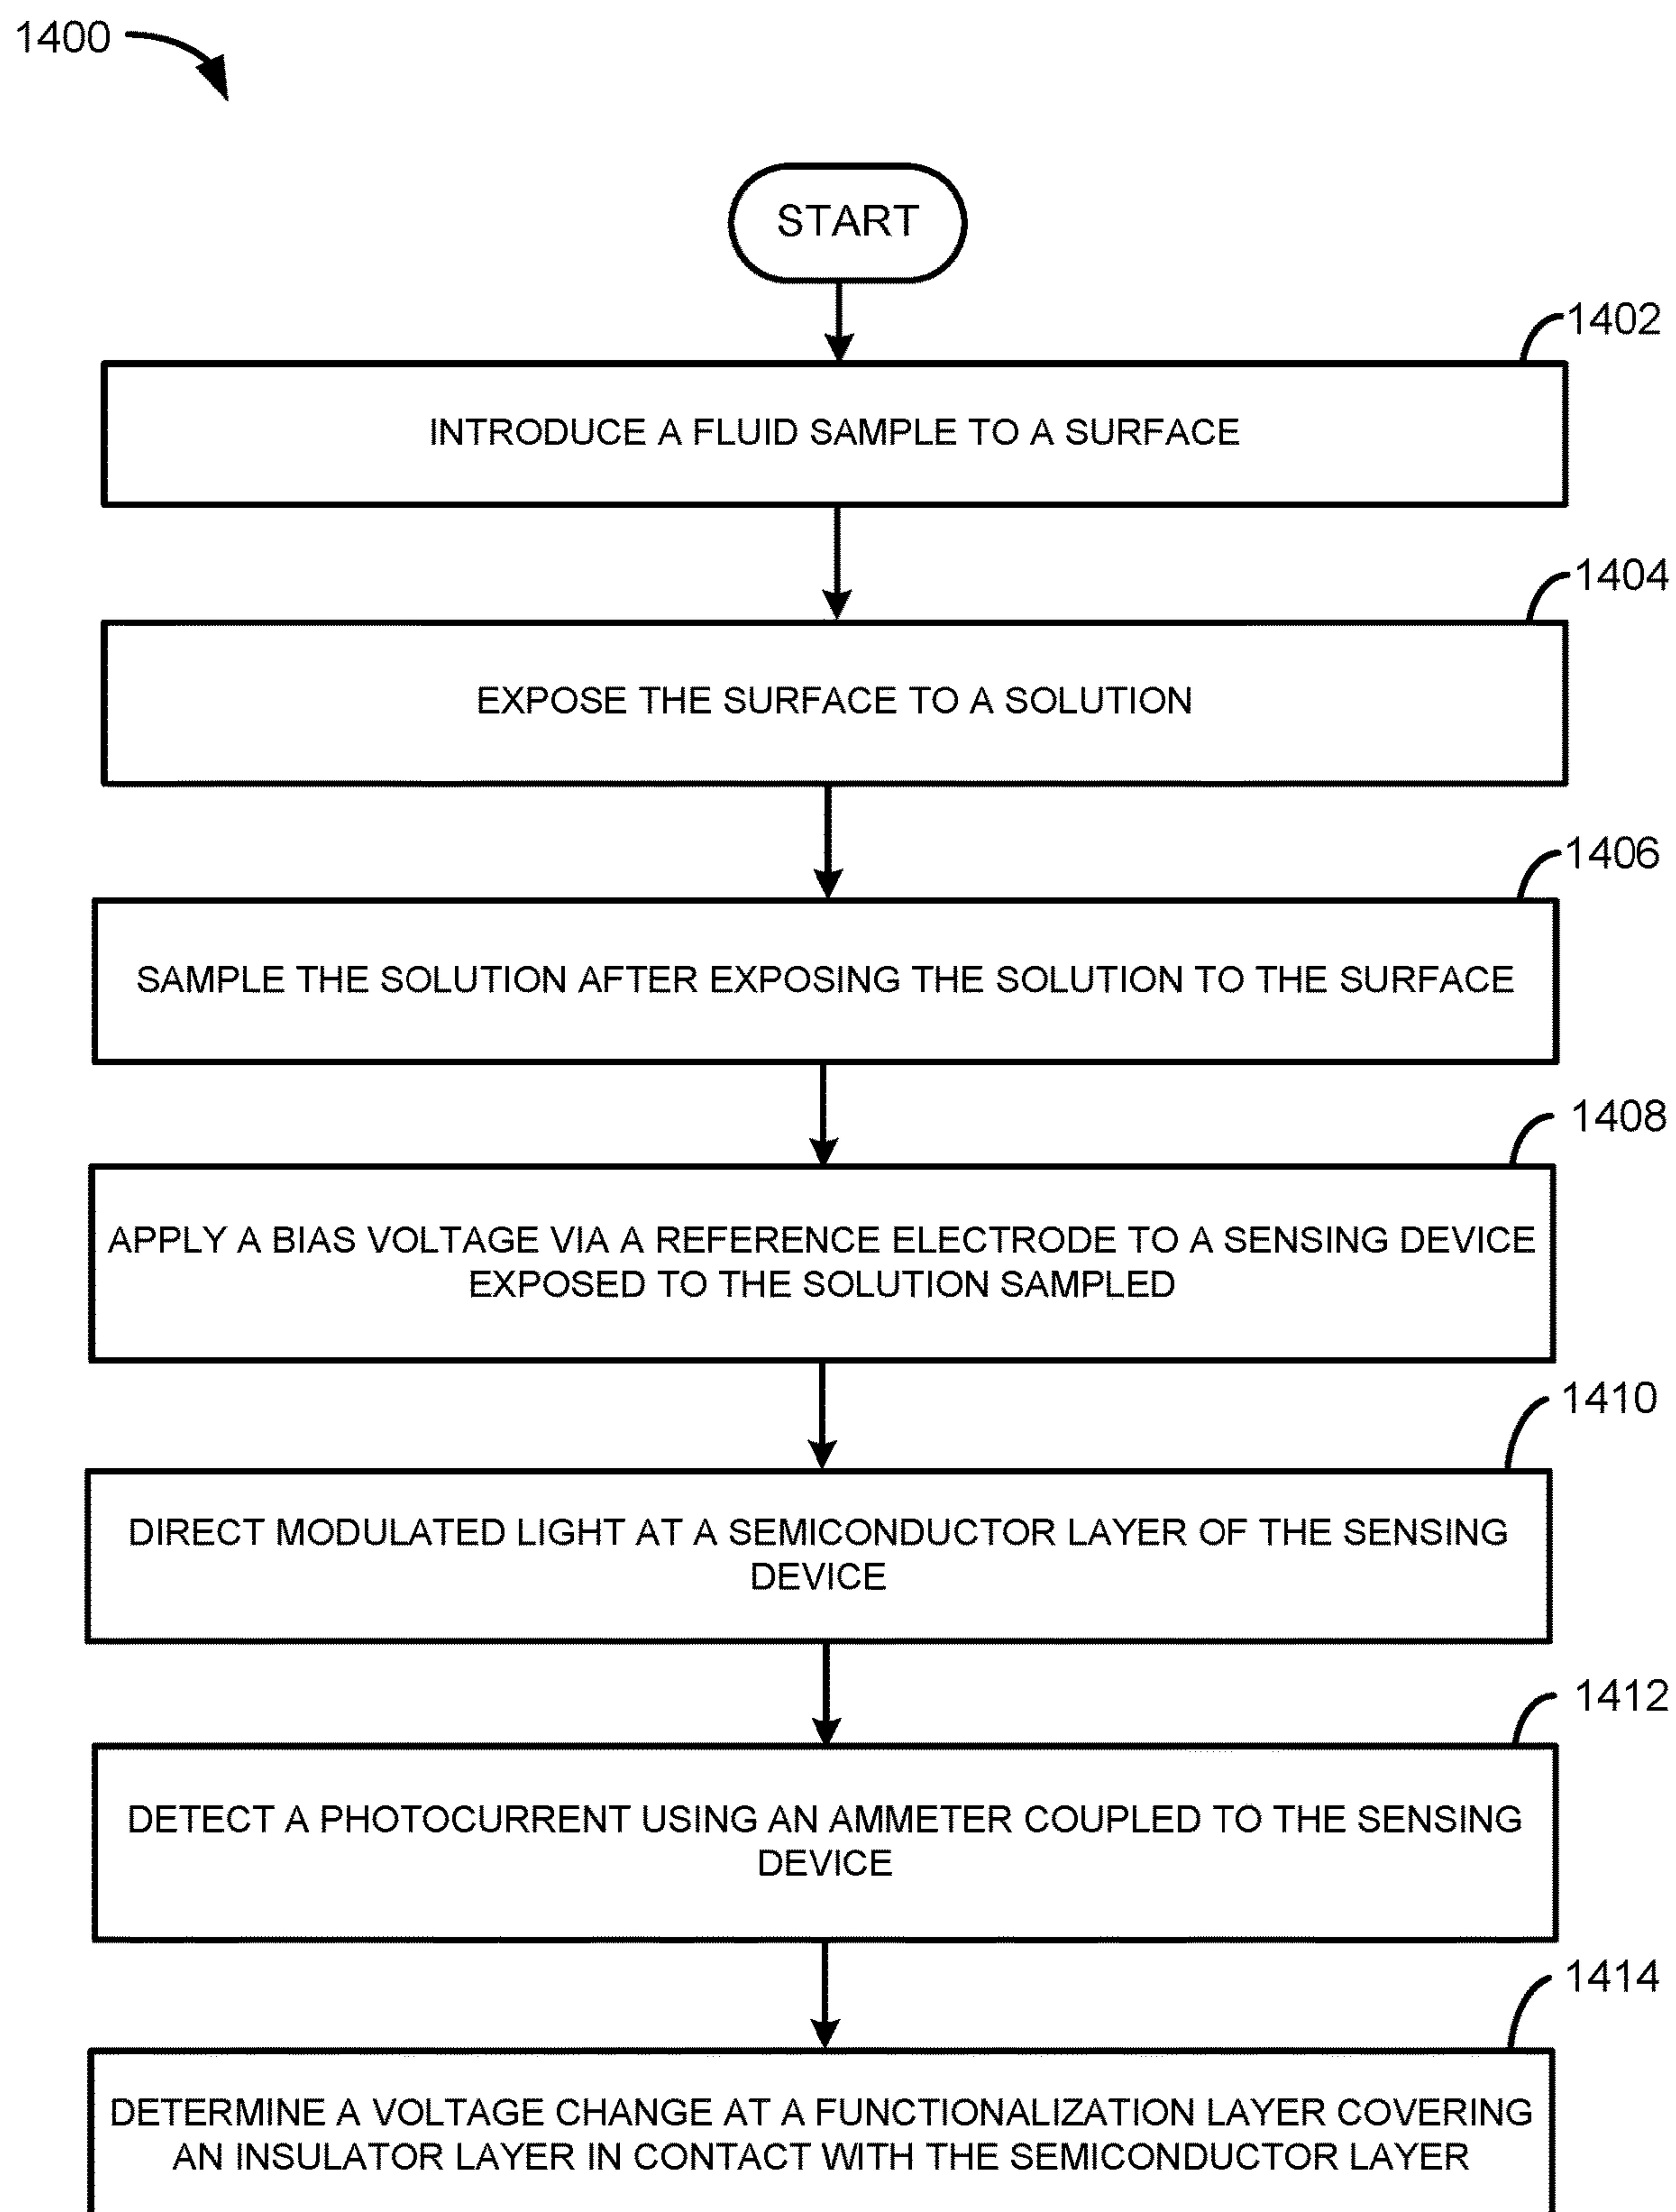 1400
START
1402
INTRODUCE A FLUID SAMPLE TO A SURFACE
1404
EXPOSE THE SURFACE TO A SOLUTION
1406
SAMPLE THE SOLUTION AFTER EXPOSING THE SOLUTION TO THE SURFACE
1408
APPLY A BIAS VOLTAGE VIA A REFERENCE ELECTRODE TO A SENSING DEVICE
EXPOSED TO THE SOLUTION SAMPLED
1410
DIRECT MODULATED LIGHT AT A SEMICONDUCTOR LAYER OF THE SENSING
DEVICE
1412
DETECT A PHOTOCURRENT USING AN AMMETER COUPLED TO THE SENSING
DEVICE
1414
DETERMINE A VOLTAGE CHANGE AT A FUNCTIONALIZATION LAYER COVERING
AN INSULATOR LAYER IN CONTACT WITH THE SEMICONDUCTOR LAYER